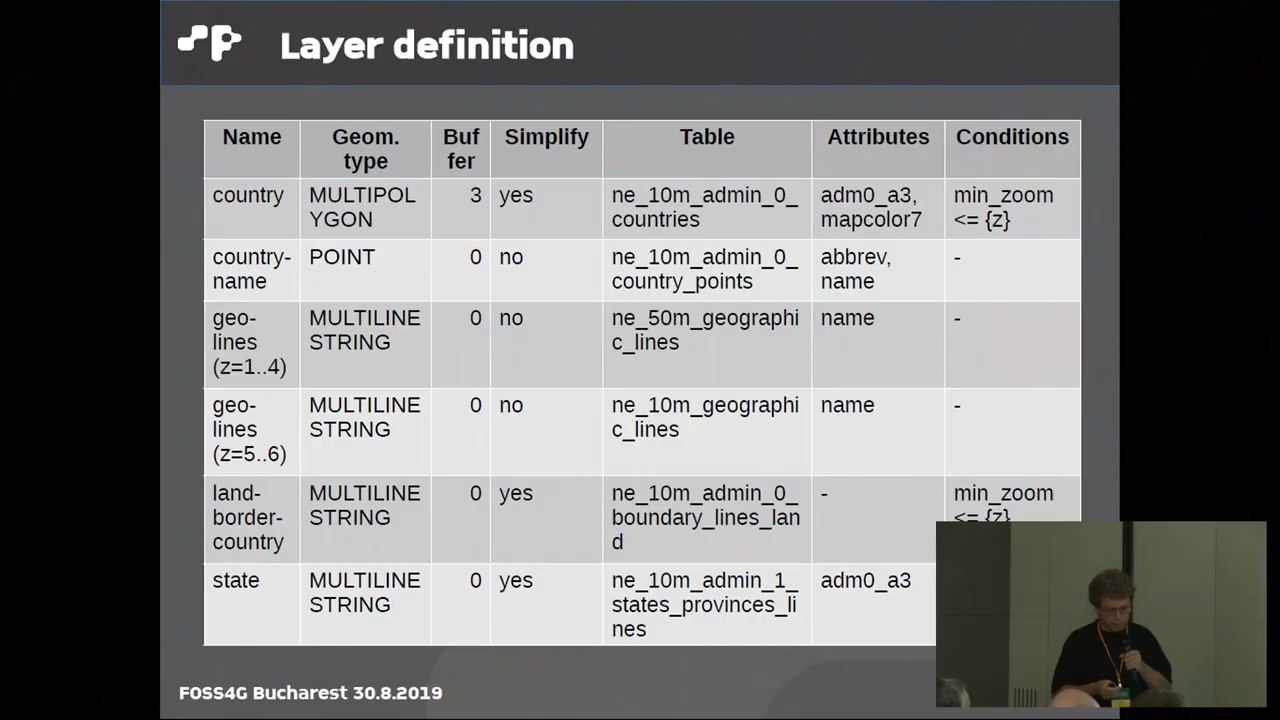 Layer definition
Name Geom. type Buf fer Simplify Table Attributes Conditions
country MULTIPOL YGON 3 yes ne_10m_admin_0_ countries adm0_a3, mapcolor7 min_zoom <= {z}
country- name POINT 0 no ne_10m_admin_0_ country_points abbrev, name -
geo- lines (z=1..4) MULTILINE STRING 0 no ne_50m_geographi c_lines name -
geo- lines (z=5..6) MULTILINE STRING 0 no ne_10m_geographi c_lines name -
land- border- country MULTILINE STRING 0 yes ne_10m_admin_0_ boundary_lines_lan d - min_zoom <= {z}
state MULTILINE STRING 0 yes ne_10m_admin_1_ states_provinces_li nes adm0_a3
FOSS4G Bucharest 30.8.2019